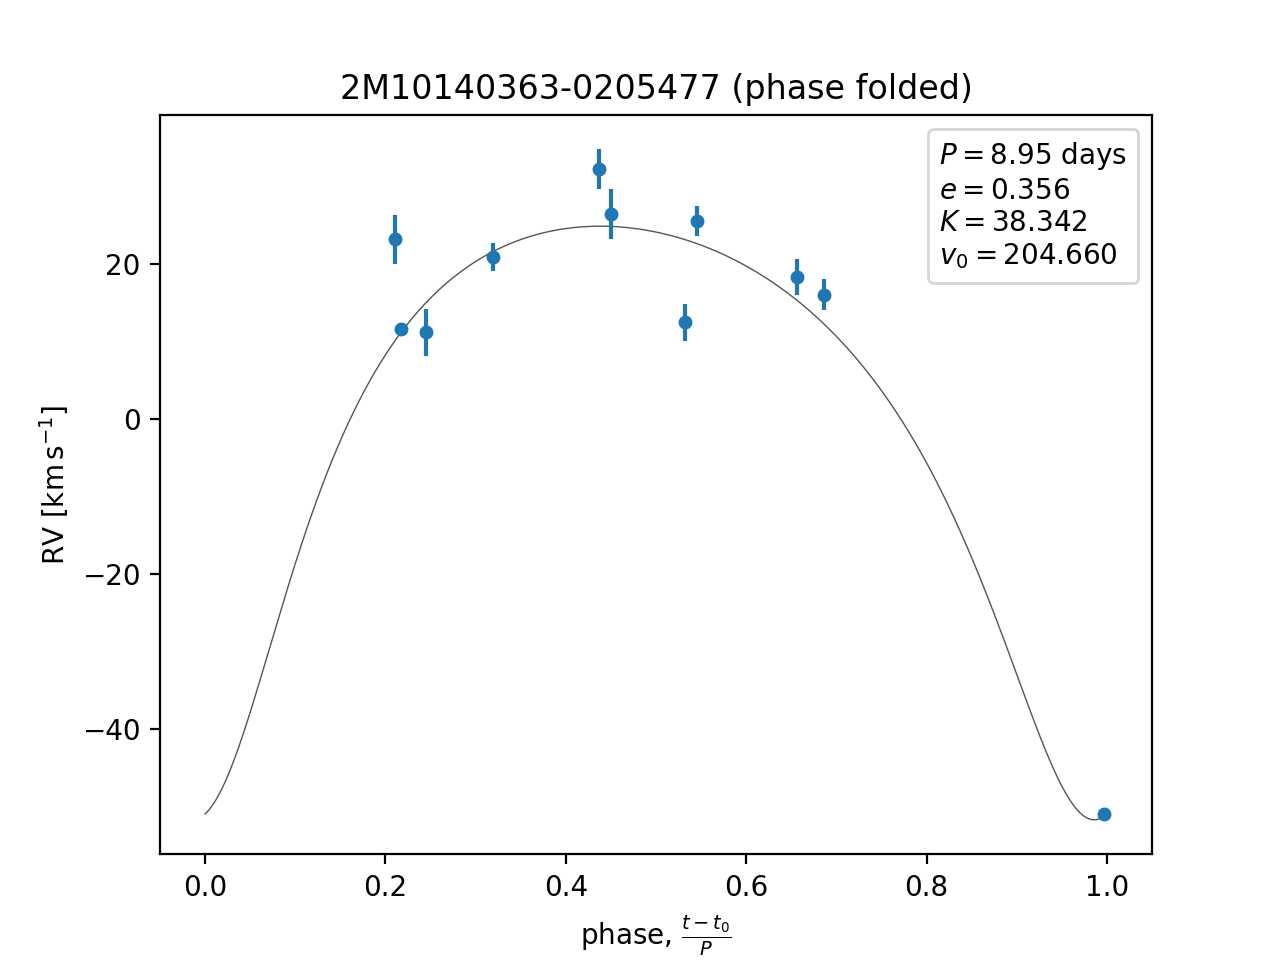 2M10140363-0205477 (phase folded)
P = 8.95 days
e = 0.356
K = 38.342
v₀ = 204.660
20
0
−20
−40
RV [km s⁻¹]
0.0 0.2 0.4 0.6 0.8 1.0
phase, (t − t₀)/P